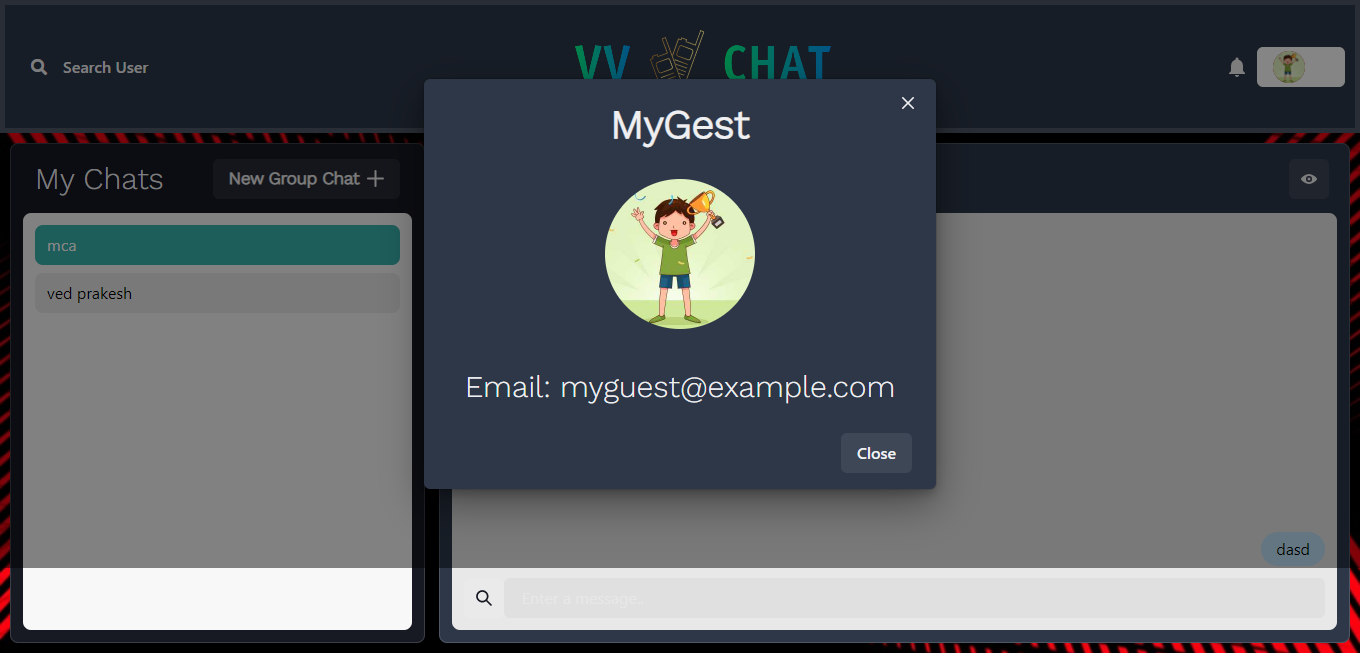 Search User
VV CHAT
MyGest
My Chats
New Group Chat
mca
ved prakesh
Email: myguest@example.com
Close
dasd
Enter a message..